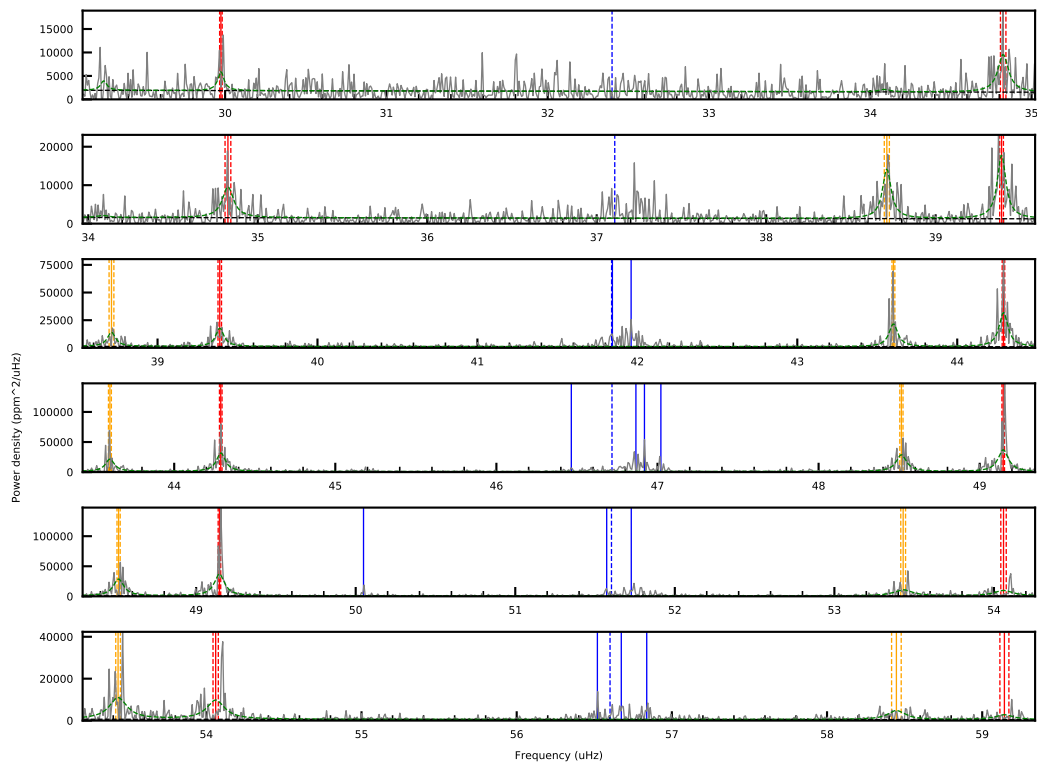 15000
10000
5000
0
30 31 32 33 34 35
20000
10000
0
34 35 36 37 38 39
75000
50000
25000
0
39 40 41 42 43 44
100000
50000
0
44 45 46 47 48 49
100000
50000
0
49 50 51 52 53 54
40000
20000
0
54 55 56 57 58 59
Power density (ppm^2/uHz)
Frequency (uHz)